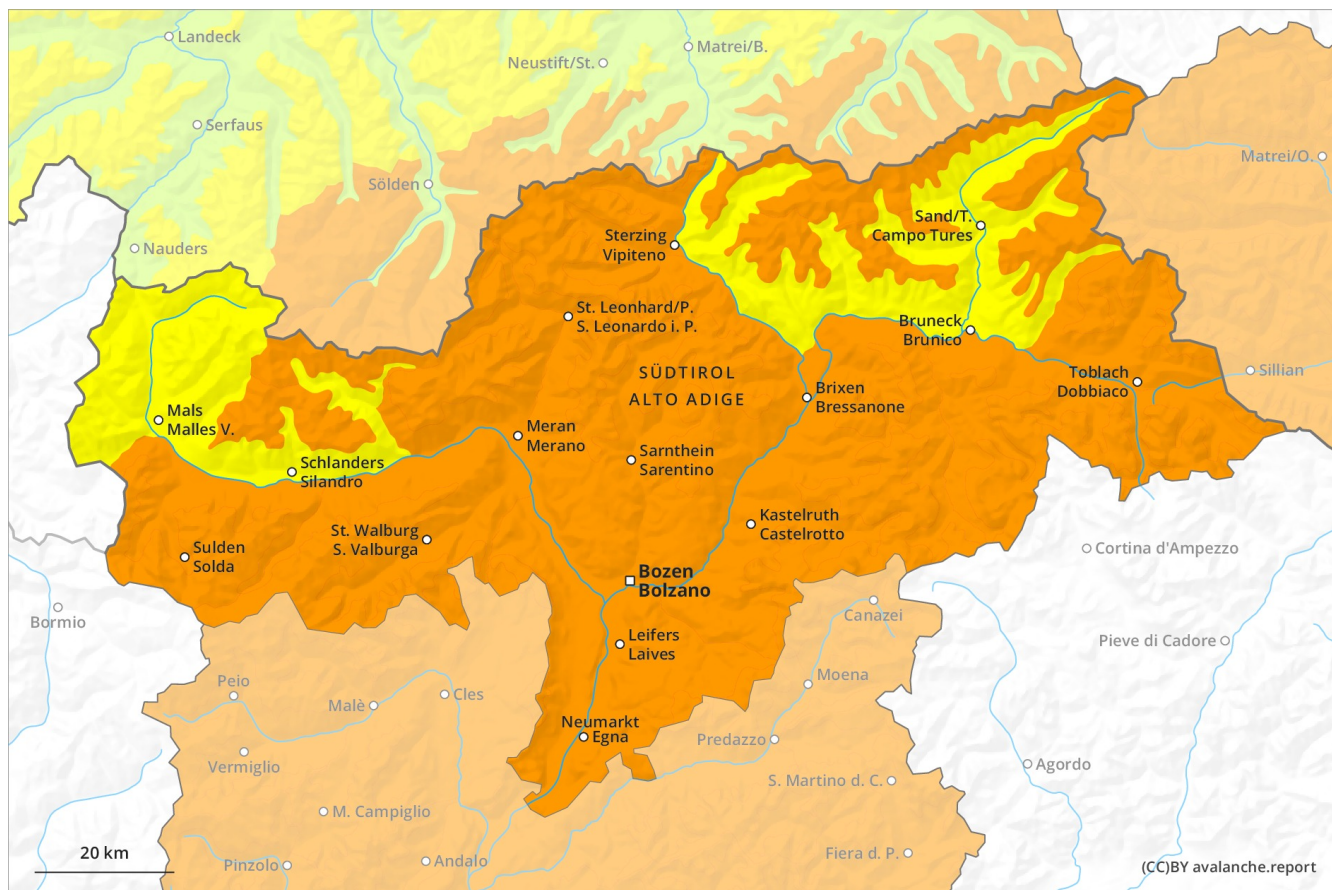 Landeck
Matrei/B.
Neustift/St.
Serfaus
Matrei/O.
Sölden
Sand/T.
Campo Tures
Sterzing
Vipiteno
Nauders
St. Leonhard/P.
S. Leonardo i. P.
Bruneck
Brunico
SÜDTIROL
ALTO ADIGE
Toblach
Dobbiaco
Sillian
Brixen
Bressanone
Mals
Malles V.
Meran
Merano
Sarnthein
Sarentino
Schlanders
Silandro
Kastelruth
Castelrotto
St. Walburg
S. Valburga
Sulden
Solda
Cortina d'Ampezzo
Bozen
Bolzano
Bormio
Canazei
Leifers
Laives
Pieve di Cadore
Peio
Moena
Cles
Malè
Neumarkt
Egna
Predazzo
Vermiglio
Agordo
S. Martino d. C.
M. Campiglio
20 km
Andalo
Fiera d. P.
Pinzolo
(CC)BY avalanche.report